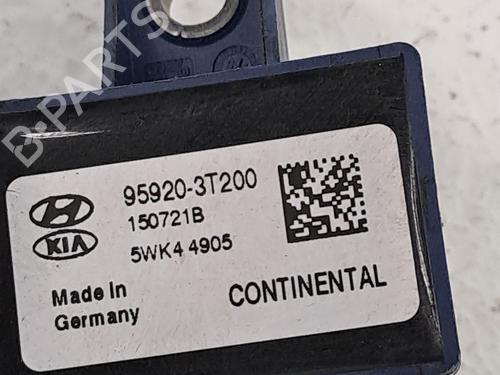 B-PARTS
95920-3T200
150721B
KIA
5WK4 4905
Made in
Germany
CONTINENTAL